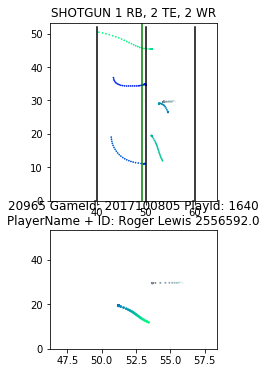 SHOTGUN 1 RB, 2 TE, 2 WR
50
40
30
20
10
0
40 50 60
20965 GameId: 2017100805 PlayId: 1640
PlayerName + ID: Roger Lewis 2556592.0
40
20
0
47.5 50.0 52.5 55.0 57.5